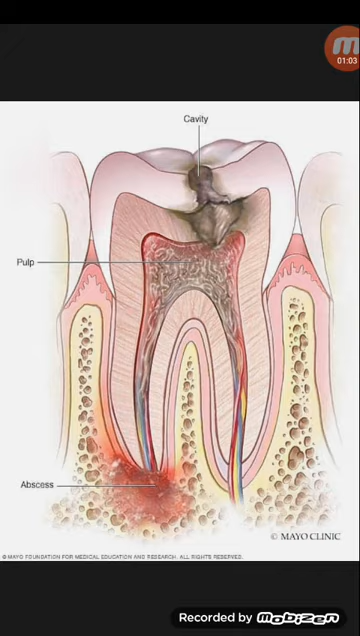 01:03
Cavity
Pulp
Abscess
© MAYO CLINIC
© MAYO FOUNDATION FOR MEDICAL EDUCATION AND RESEARCH. ALL RIGHTS RESERVED.
Recorded by Mobizen